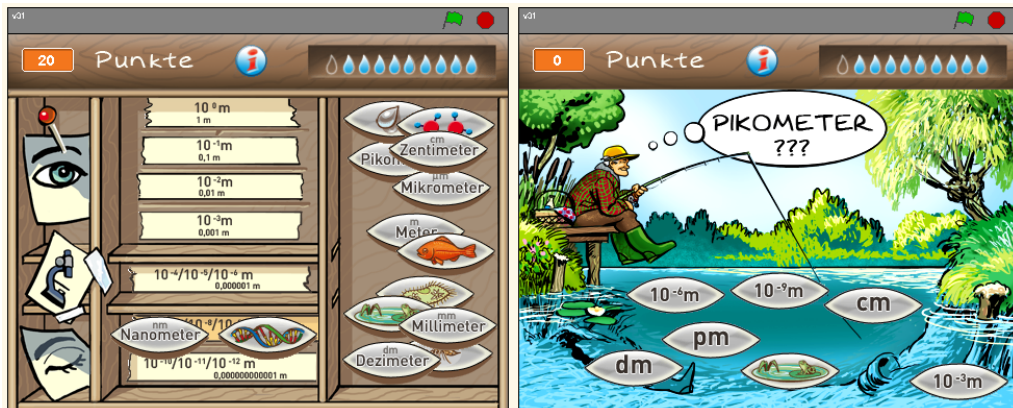 v31
20 Punkte
10⁰m
1 m
10⁻¹m
0,1 m
10⁻²m
0,01 m
10⁻³m
0,001 m
10⁻⁴/10⁻⁵/10⁻⁶ m
0,000001 m
10⁻¹⁰/10⁻¹¹/10⁻¹² m
0,000000000001 m
nm
Nanometer
cm
Zentimeter
µm
Mikrometer
m
Meter
mm
Millimeter
dm
Dezimeter
v31
0 Punkte
PIKOMETER
???
10⁻⁶m
10⁻⁹m
cm
pm
dm
10⁻³m